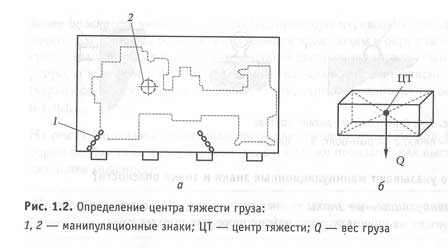 2
ЦТ
1
Q
а
б
Рис. 1.2. Определение центра тяжести груза:
1, 2 — манипуляционные знаки; ЦТ — центр тяжести; Q — вес груза